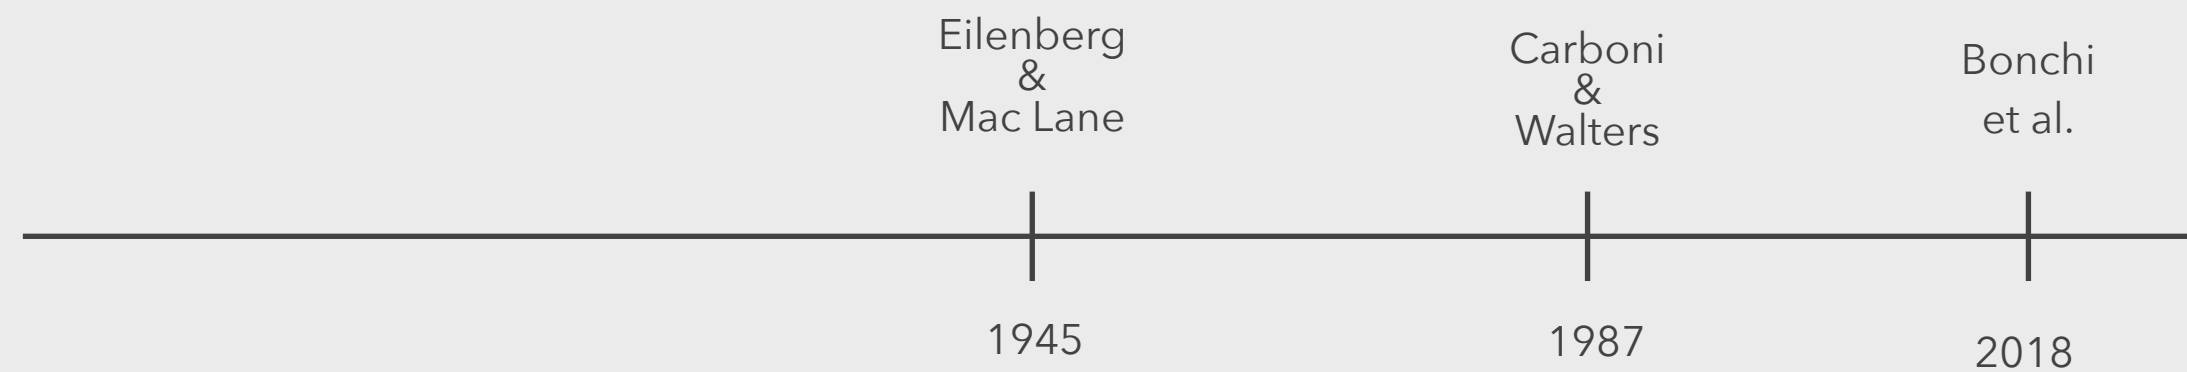 Eilenberg
&
Mac Lane
Carboni
&
Walters
Bonchi
et al.
1945
1987
2018